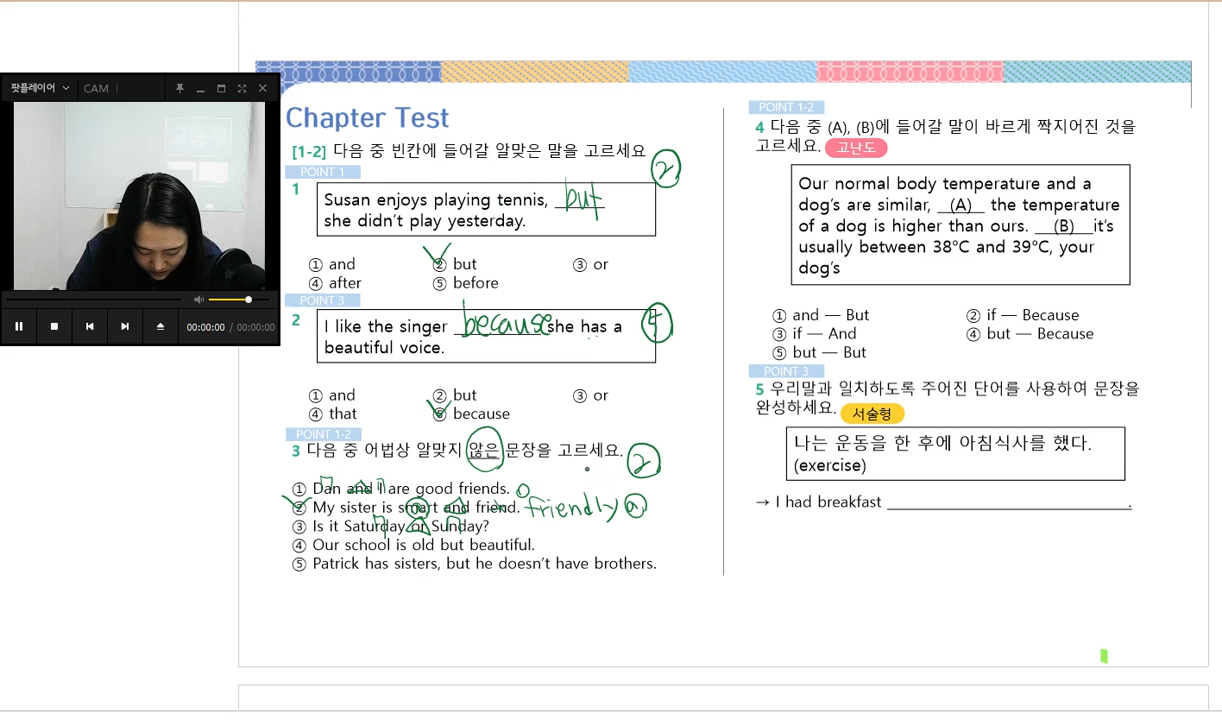 팟플레이어 CAM
00:00:00 / 00:00:00
Chapter Test
[1-2] 다음 중 빈칸에 들어갈 알맞은 말을 고르세요
POINT 1
②
1
Susan enjoys playing tennis, but
she didn't play yesterday.
① and ② but ③ or
④ after ⑤ before
POINT 3
2
I like the singer because she has a
beautiful voice.
⑤
① and ② but ③ or
④ that ⑤ because
POINT 1-2
3 다음 중 어법상 알맞지 않은 문장을 고르세요.
②
① Dan and I are good friends.
② My sister is smart and friend. friendly ⓐ
③ Is it Saturday or Sunday?
④ Our school is old but beautiful.
⑤ Patrick has sisters, but he doesn't have brothers.
POINT 1-2
4 다음 중 (A), (B)에 들어갈 말이 바르게 짝지어진 것을
고르세요. 고난도
Our normal body temperature and a
dog's are similar, (A) the temperature
of a dog is higher than ours. (B) it's
usually between 38°C and 39°C, your
dog's
① and — But ② if — Because
③ if — And ④ but — Because
⑤ but — But
POINT 3
5 우리말과 일치하도록 주어진 단어를 사용하여 문장을
완성하세요. 서술형
나는 운동을 한 후에 아침식사를 했다.
(exercise)
→ I had breakfast .